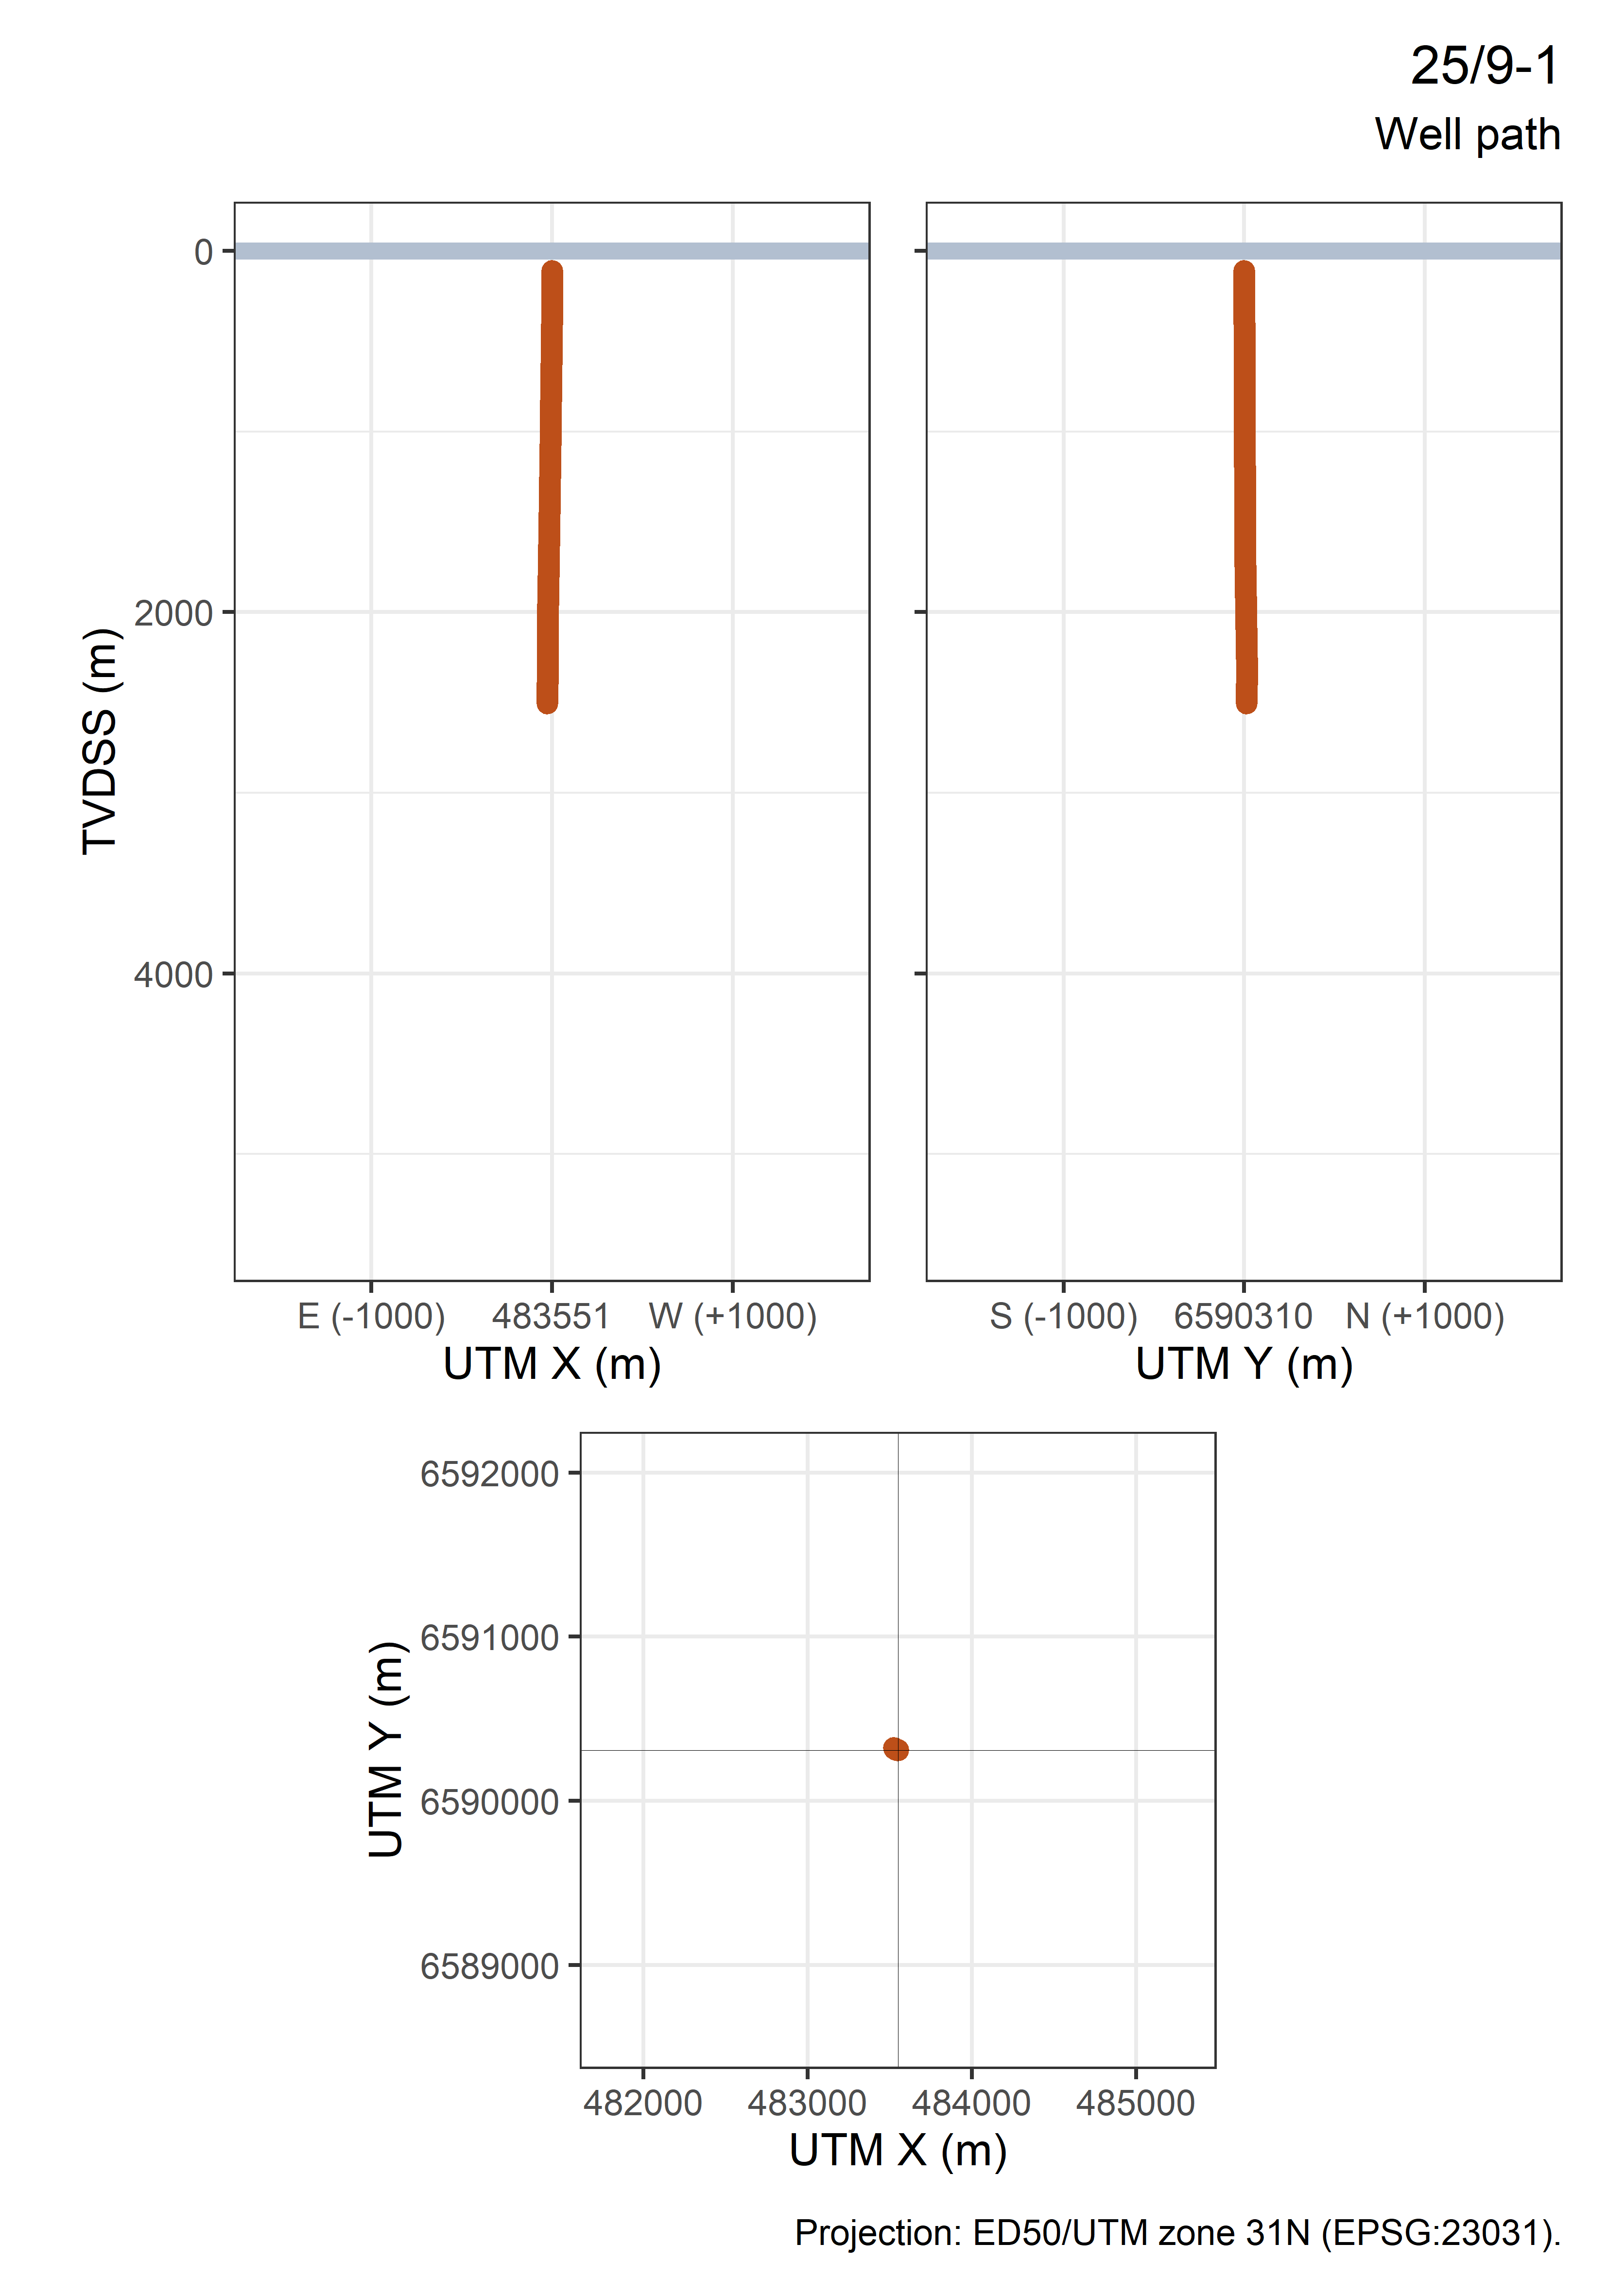 25/9-1
Well path
TVDSS (m)
0
2000
4000
E (-1000) 483551 W (+1000)
UTM X (m)
S (-1000) 6590310 N (+1000)
UTM Y (m)
UTM Y (m)
6592000
6591000
6590000
6589000
482000 483000 484000 485000
UTM X (m)
Projection: ED50/UTM zone 31N (EPSG:23031).